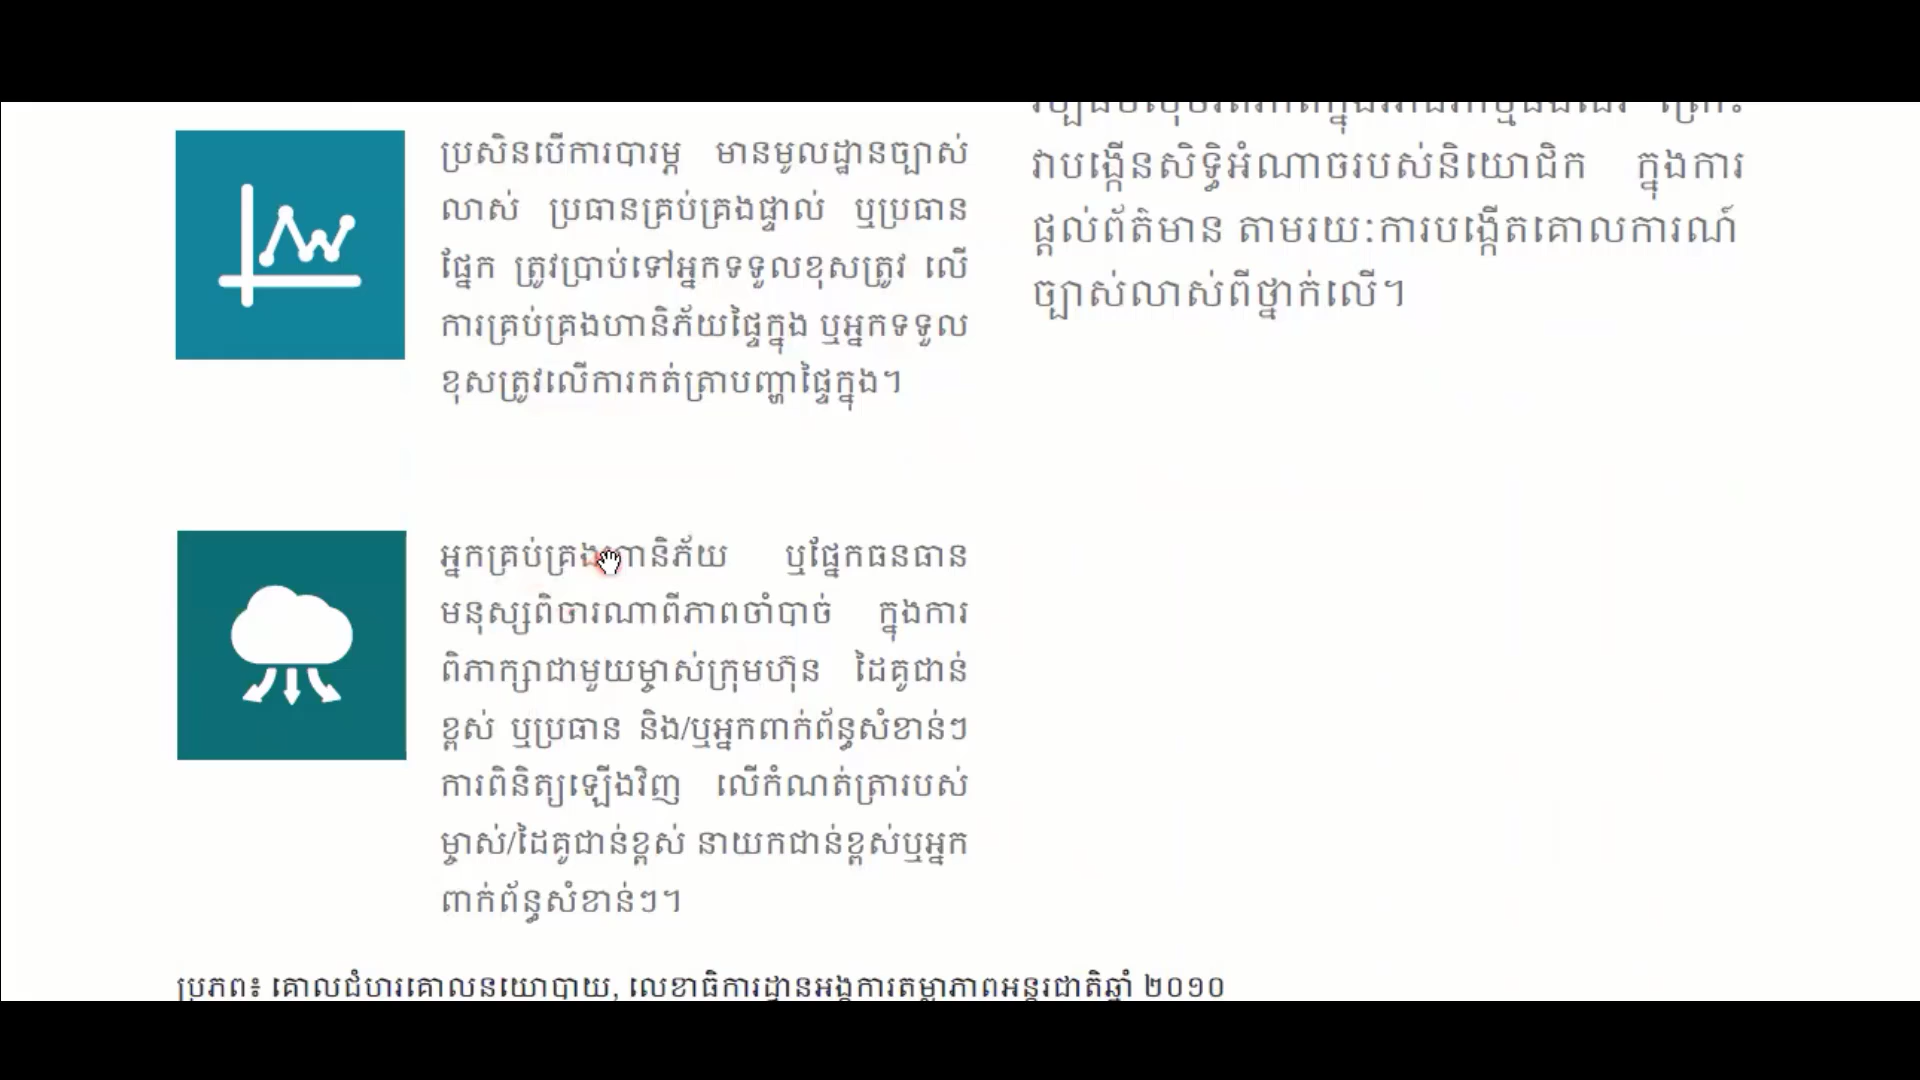 ប្រសិនបើការបារម្ភ មានមូលដ្ឋានច្បាស់
លាស់ ប្រធានគ្រប់គ្រងផ្ទាល់ ឬប្រធាន
ផ្នែក ត្រូវប្រាប់ទៅអ្នកទទួលខុសត្រូវ លើ
ការគ្រប់គ្រងហានិភ័យផ្ទៃក្នុង ឬអ្នកទទួល
ខុសត្រូវលើការកត់ត្រាបញ្ហាផ្ទៃក្នុង។
អ្នកគ្រប់គ្រងហានិភ័យ ឬផ្នែកធនធាន
មនុស្សពិចារណាពីភាពចាំបាច់ ក្នុងការ
ពិភាក្សាជាមួយម្ចាស់ក្រុមហ៊ុន ដៃគូជាន់
ខ្ពស់ ឬប្រធាន និង/ឬអ្នកពាក់ព័ន្ធសំខាន់ៗ
ការពិនិត្យឡើងវិញ លើកំណត់ត្រារបស់
ម្ចាស់/ដៃគូជាន់ខ្ពស់ នាយកជាន់ខ្ពស់ឬអ្នក
ពាក់ព័ន្ធសំខាន់ៗ។
វាបង្កើនសិទ្ធិអំណាចរបស់និយោជិក ក្នុងការ
ផ្តល់ព័ត៌មាន តាមរយៈការបង្កើតគោលការណ៍
ច្បាស់លាស់ពីថ្នាក់លើ។
ប្រភព៖ គោលជំហរគោលនយោបាយ, លេខាធិការដ្ឋានអង្គការតម្លាភាពអន្តរជាតិឆ្នាំ ២០១០